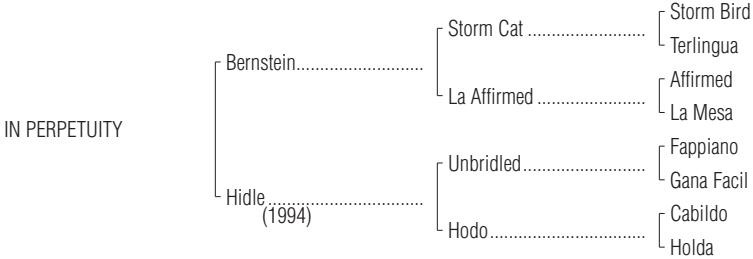 Storm Bird
Storm Cat ..........................
Terlingua
Bernstein............................
Affirmed
La Affirmed ........................
La Mesa
IN PERPETUITY
Fappiano
Unbridled...........................
Gana Facil
Hidle..................................
(1994)
Cabildo
Hodo..................................
Holda